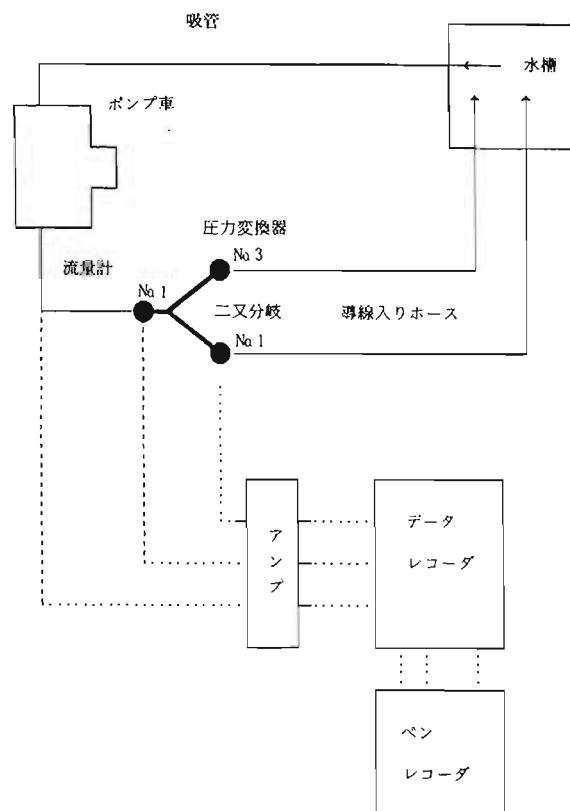 吸管
水槽
ポンプ車
圧力変換器
No 3
流量計
No 1
二又分岐
導線入りホース
No 1
アンプ
データ
レコーダ
ペン
レコーダ